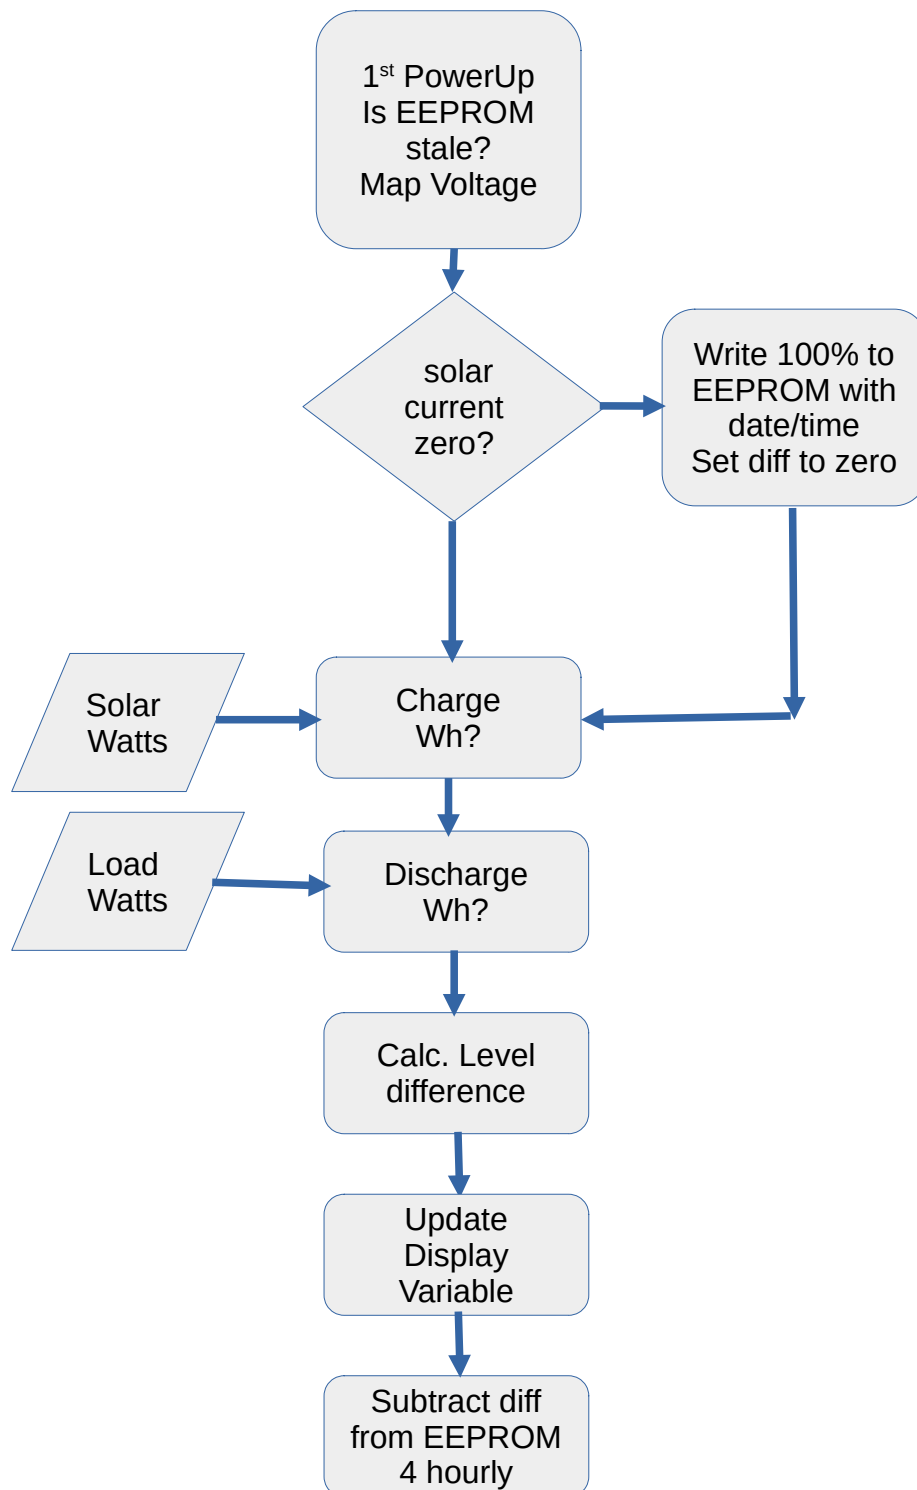 1st PowerUp
Is EEPROM
stale?
Map Voltage
solar
current
zero?
Write 100% to
EEPROM with
date/time
Set diff to zero
Solar
Watts
Charge
Wh?
Load
Watts
Discharge
Wh?
Calc. Level
difference
Update
Display
Variable
Subtract diff
from EEPROM
4 hourly